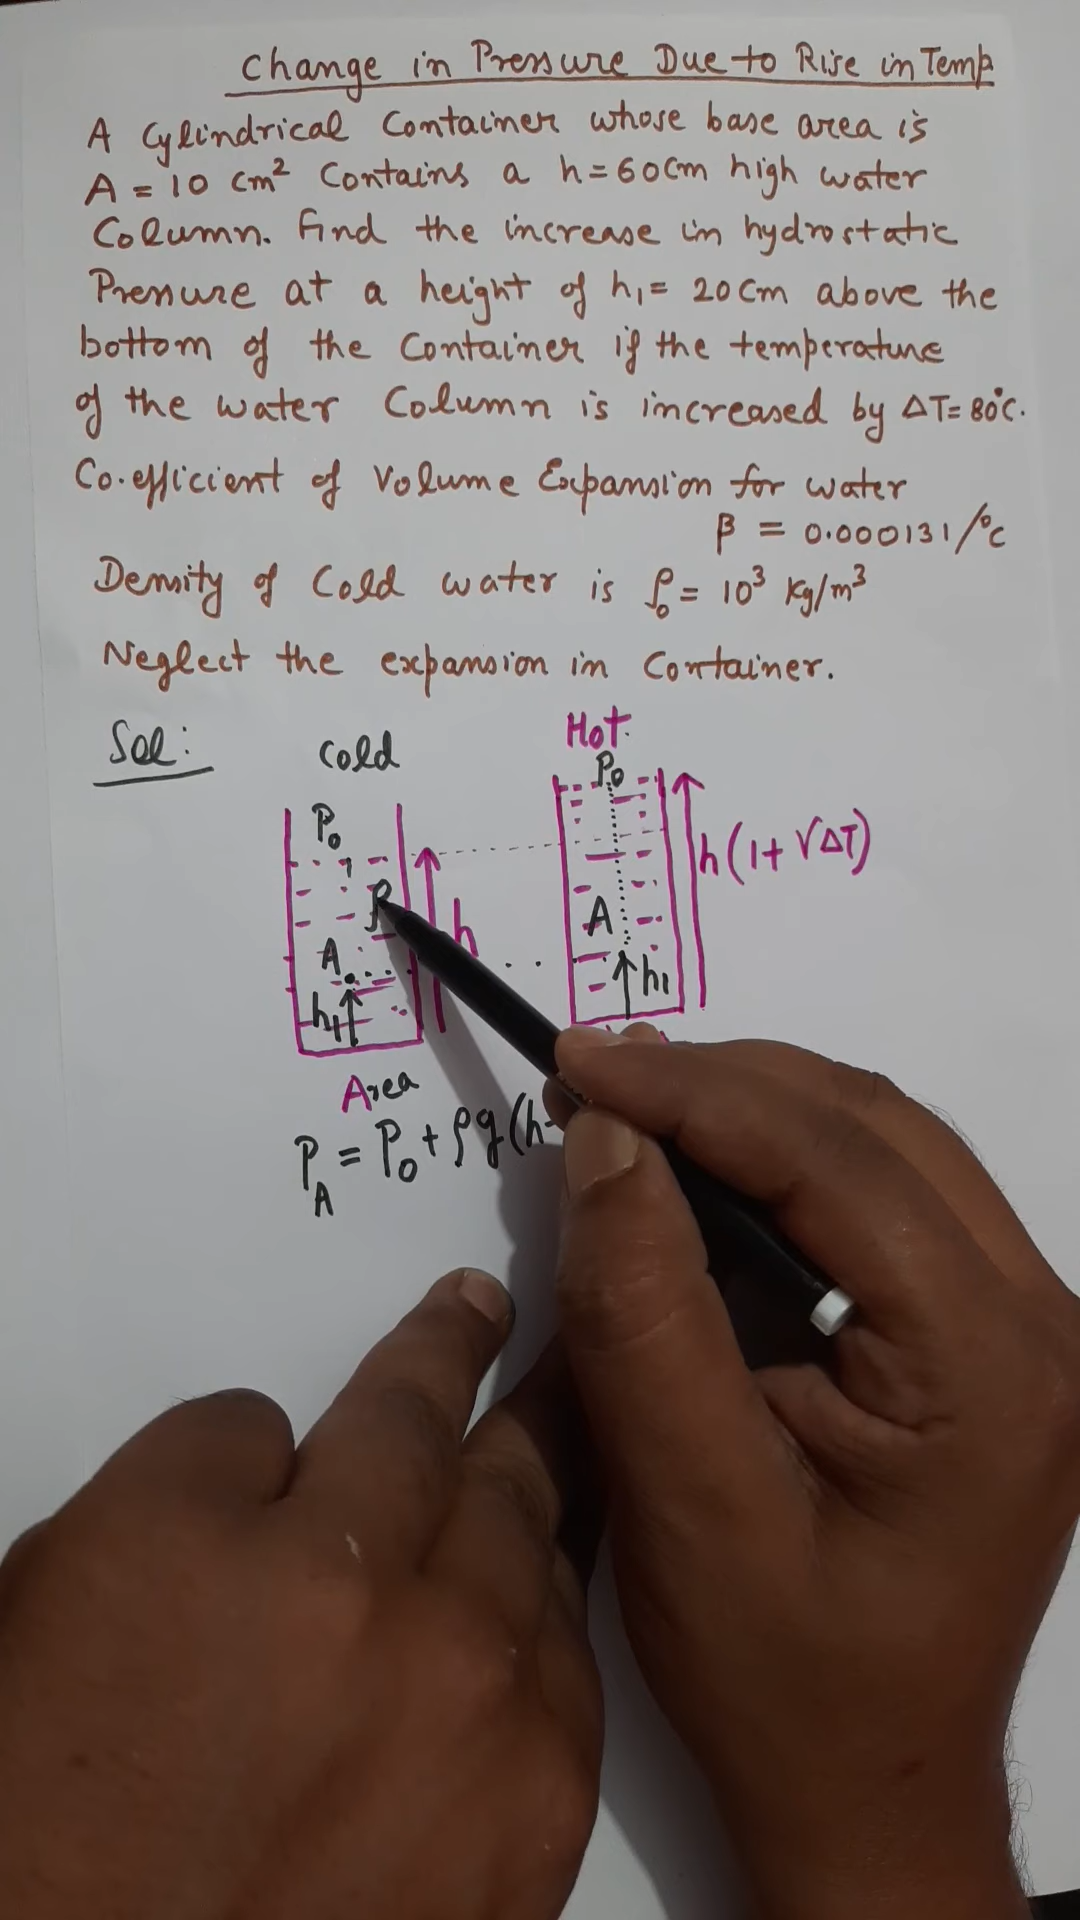 Change in Pressure Due to Rise in Temp
A Cylindrical Container whose base area is
A = 10 cm² Contains a h=60cm high water
Column. Find the increase in hydrostatic
Pressure at a height of h₁= 20cm above the
bottom of the Container if the temperature
of the water Column is increased by ΔT= 80°C.
Co.efficient of Volume Expansion for water
β = 0.000131/°C
Density of Cold water is ρ₀= 10³ Kg/m³
Neglect the expansion in Container.
Sol:
Cold
Hot.
P₀
P₀
ρ
h
h(1+γΔT)
A
A
h₁
h₁
Area
P_A = P₀ + ρg(h-